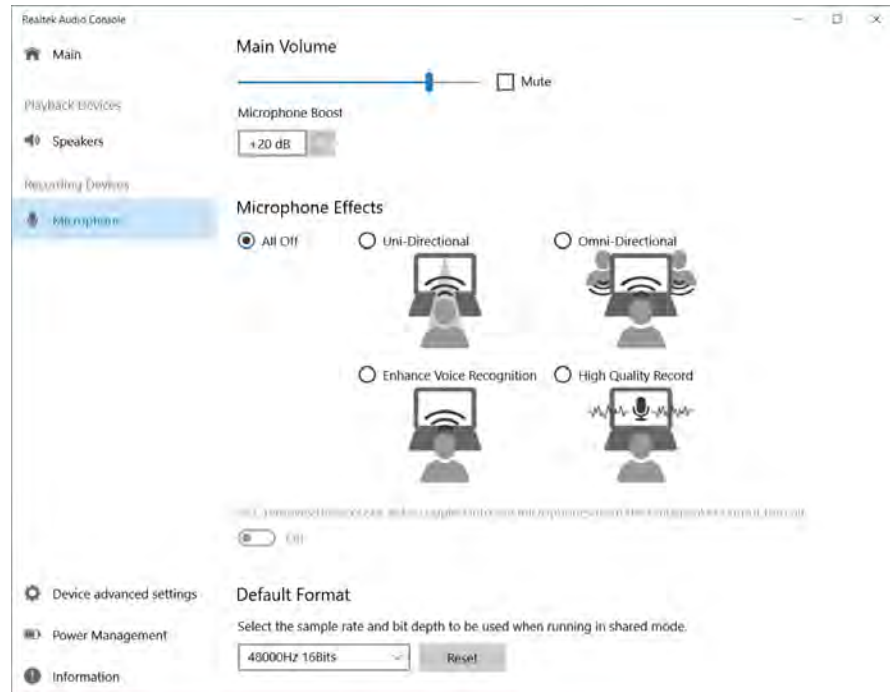 Realtek Audio Console
Main
Playback Devices
Speakers
Recording Devices
Microphone
Device advanced settings
Power Management
Information
Main Volume
Mute
Microphone Boost
+20 dB
Microphone Effects
All Off
Uni-Directional
Omni-Directional
Enhance Voice Recognition
High Quality Record
Default Format
Select the sample rate and bit depth to be used when running in shared mode.
48000Hz 16Bits
Reset